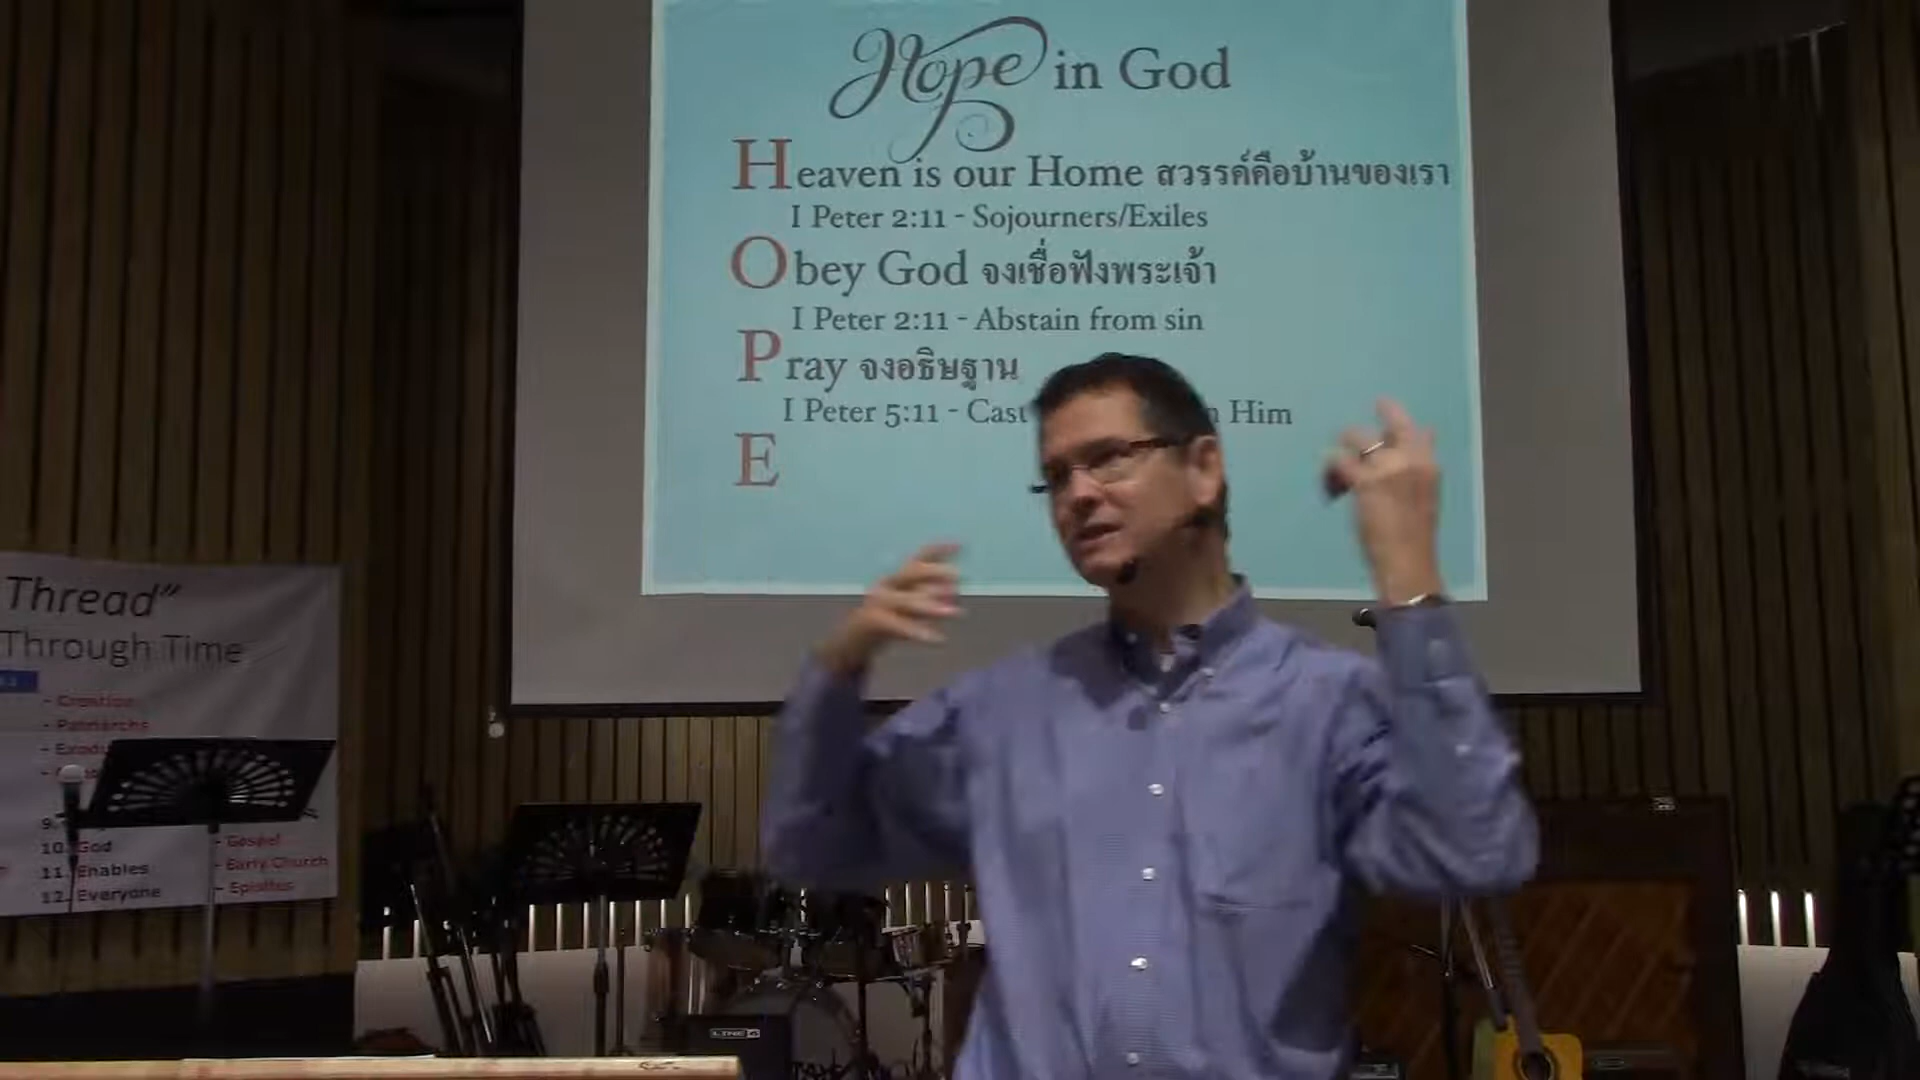 Hope in God
Heaven is our Home สวรรค์คือบ้านของเรา
I Peter 2:11 - Sojourners/Exiles
Obey God จงเชื่อฟังพระเจ้า
I Peter 2:11 - Abstain from sin
Pray จงอธิษฐาน
I Peter 5:11 - Cast Him
E
Thread”
Through Time
- Creation
- Patriarchs
9.
10. God - Gospel
11. Enables - Early Church
12. Everyone - Epistles
LINE 6